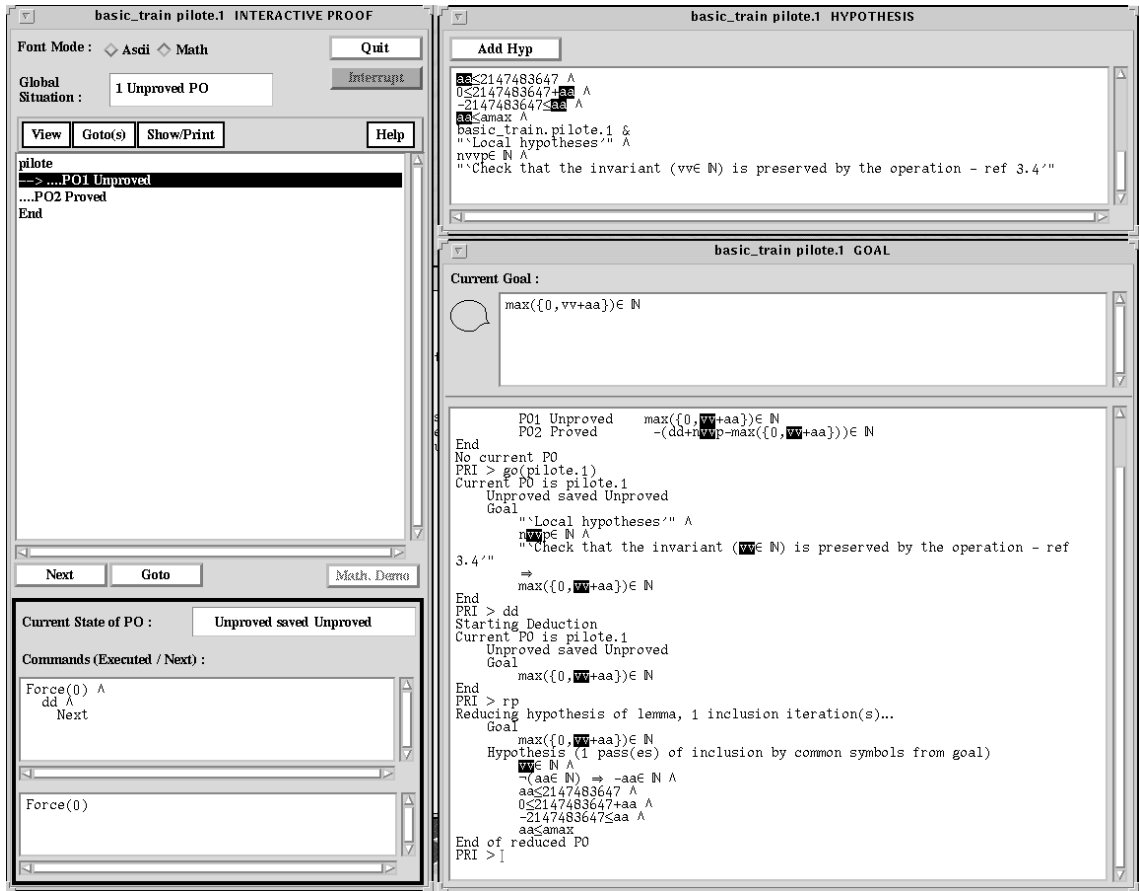 basic_train pilote.1 INTERACTIVE PROOF
Font Mode : Ascii Math
Quit
Global Situation :
1 Unproved PO
Interrupt
View Goto(s) Show/Print Help
pilote
--> ....PO1 Unproved
....PO2 Proved
End
Next Goto Math. Demo
Current State of PO : Unproved saved Unproved
Commands (Executed / Next) :
Force(0) ∧
dd ∧
Next
Force(0)
basic_train pilote.1 HYPOTHESIS
Add Hyp
aa≤2147483647 ∧
0≤2147483647+aa ∧
-2147483647≤aa ∧
aa≤amax ∧
basic_train.pilote.1 &
"`Local hypotheses'" ∧
nvvp∈ ℕ ∧
"`Check that the invariant (vv∈ ℕ) is preserved by the operation - ref 3.4'"
basic_train pilote.1 GOAL
Current Goal :
max({0,vv+aa})∈ ℕ
PO1 Unproved max({0,vv+aa})∈ ℕ
PO2 Proved -(dd+nvvp-max({0,vv+aa}))∈ ℕ
End
No current PO
PRI > go(pilote.1)
Current PO is pilote.1
Unproved saved Unproved
Goal
"`Local hypotheses'" ∧
nvvp∈ ℕ ∧
"`Check that the invariant (vv∈ ℕ) is preserved by the operation - ref
3.4'"
⇒
max({0,vv+aa})∈ ℕ
End
PRI > dd
Starting Deduction
Current PO is pilote.1
Unproved saved Unproved
Goal
max({0,vv+aa})∈ ℕ
End
PRI > rp
Reducing hypothesis of lemma, 1 inclusion iteration(s)...
Goal
max({0,vv+aa})∈ ℕ
Hypothesis (1 pass(es) of inclusion by common symbols from goal)
vv∈ ℕ ∧
¬(aa∈ ℕ) ⇒ -aa∈ ℕ ∧
aa≤2147483647 ∧
0≤2147483647+aa ∧
-2147483647≤aa ∧
aa≤amax
End of reduced PO
PRI >